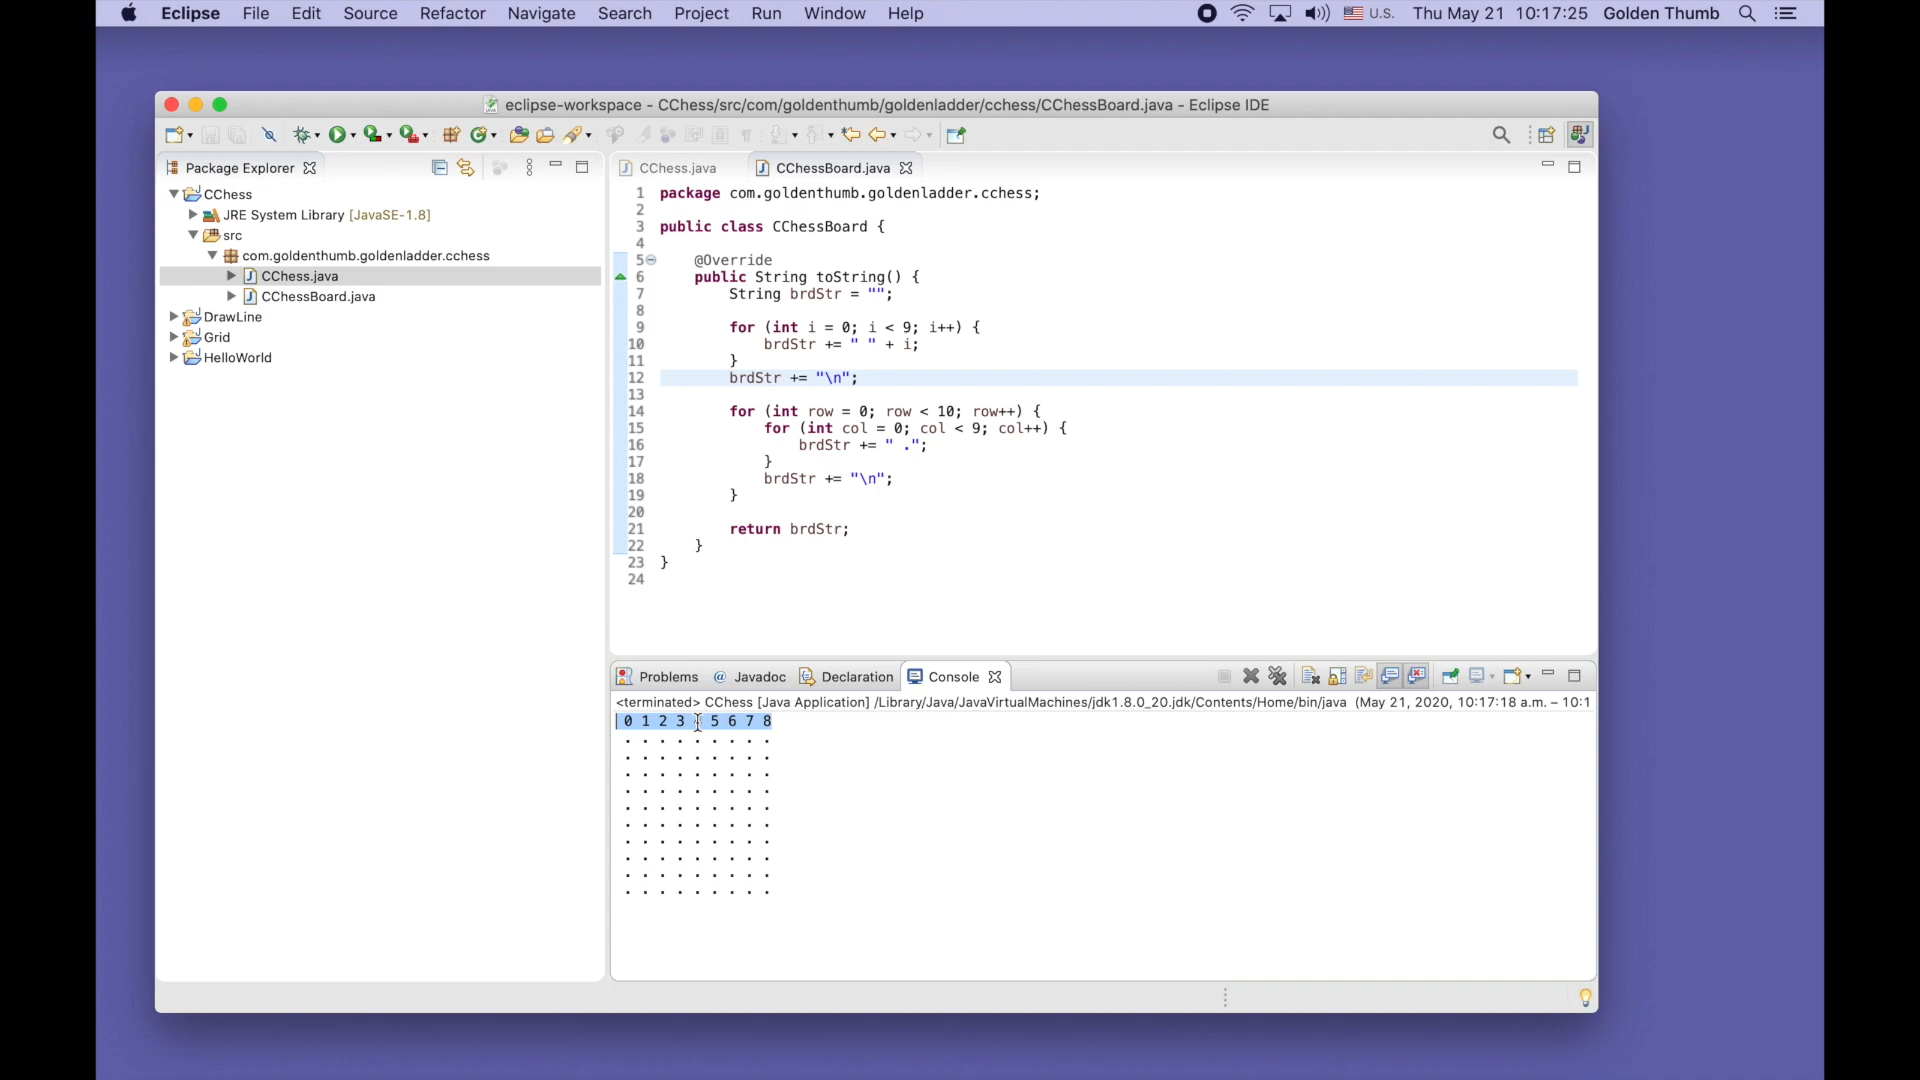 Eclipse File Edit Source Refactor Navigate Search Project Run Window Help U.S. Thu May 21 10:17:25 Golden Thumb
eclipse-workspace - CChess/src/com/goldenthumb/goldenladder/cchess/CChessBoard.java - Eclipse IDE
Package Explorer
CChess
JRE System Library [JavaSE-1.8]
src
com.goldenthumb.goldenladder.cchess
CChess.java
CChessBoard.java
DrawLine
Grid
HelloWorld
CChess.java CChessBoard.java
1 package com.goldenthumb.goldenladder.cchess;
2
3 public class CChessBoard {
4
5 @Override
6 public String toString() {
7 String brdStr = "";
8
9 for (int i = 0; i < 9; i++) {
10 brdStr += " " + i;
11 }
12 brdStr += "\n";
13
14 for (int row = 0; row < 10; row++) {
15 for (int col = 0; col < 9; col++) {
16 brdStr += " .";
17 }
18 brdStr += "\n";
19 }
20
21 return brdStr;
22 }
23 }
24
Problems @ Javadoc Declaration Console
<terminated> CChess [Java Application] /Library/Java/JavaVirtualMachines/jdk1.8.0_20.jdk/Contents/Home/bin/java (May 21, 2020, 10:17:18 a.m. – 10:1
0 1 2 3 5 6 7 8
. . . . . . . . .
. . . . . . . . .
. . . . . . . . .
. . . . . . . . .
. . . . . . . . .
. . . . . . . . .
. . . . . . . . .
. . . . . . . . .
. . . . . . . . .
. . . . . . . . .